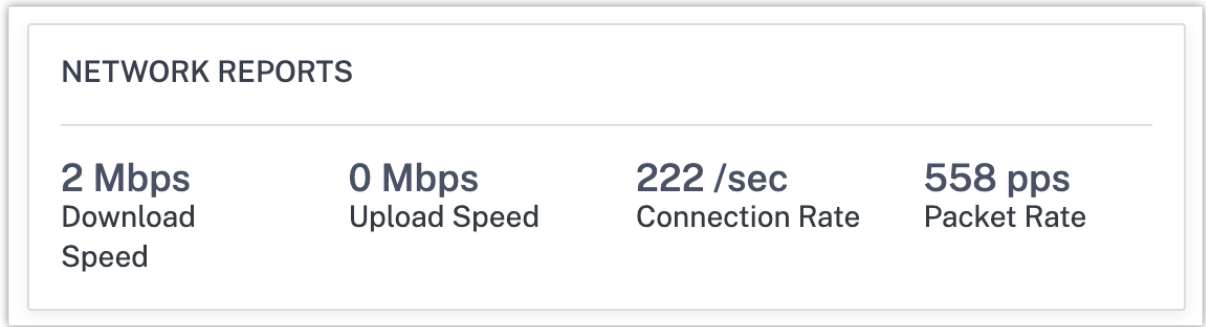 NETWORK REPORTS
2 Mbps
Download
Speed
0 Mbps
Upload Speed
222 /sec
Connection Rate
558 pps
Packet Rate